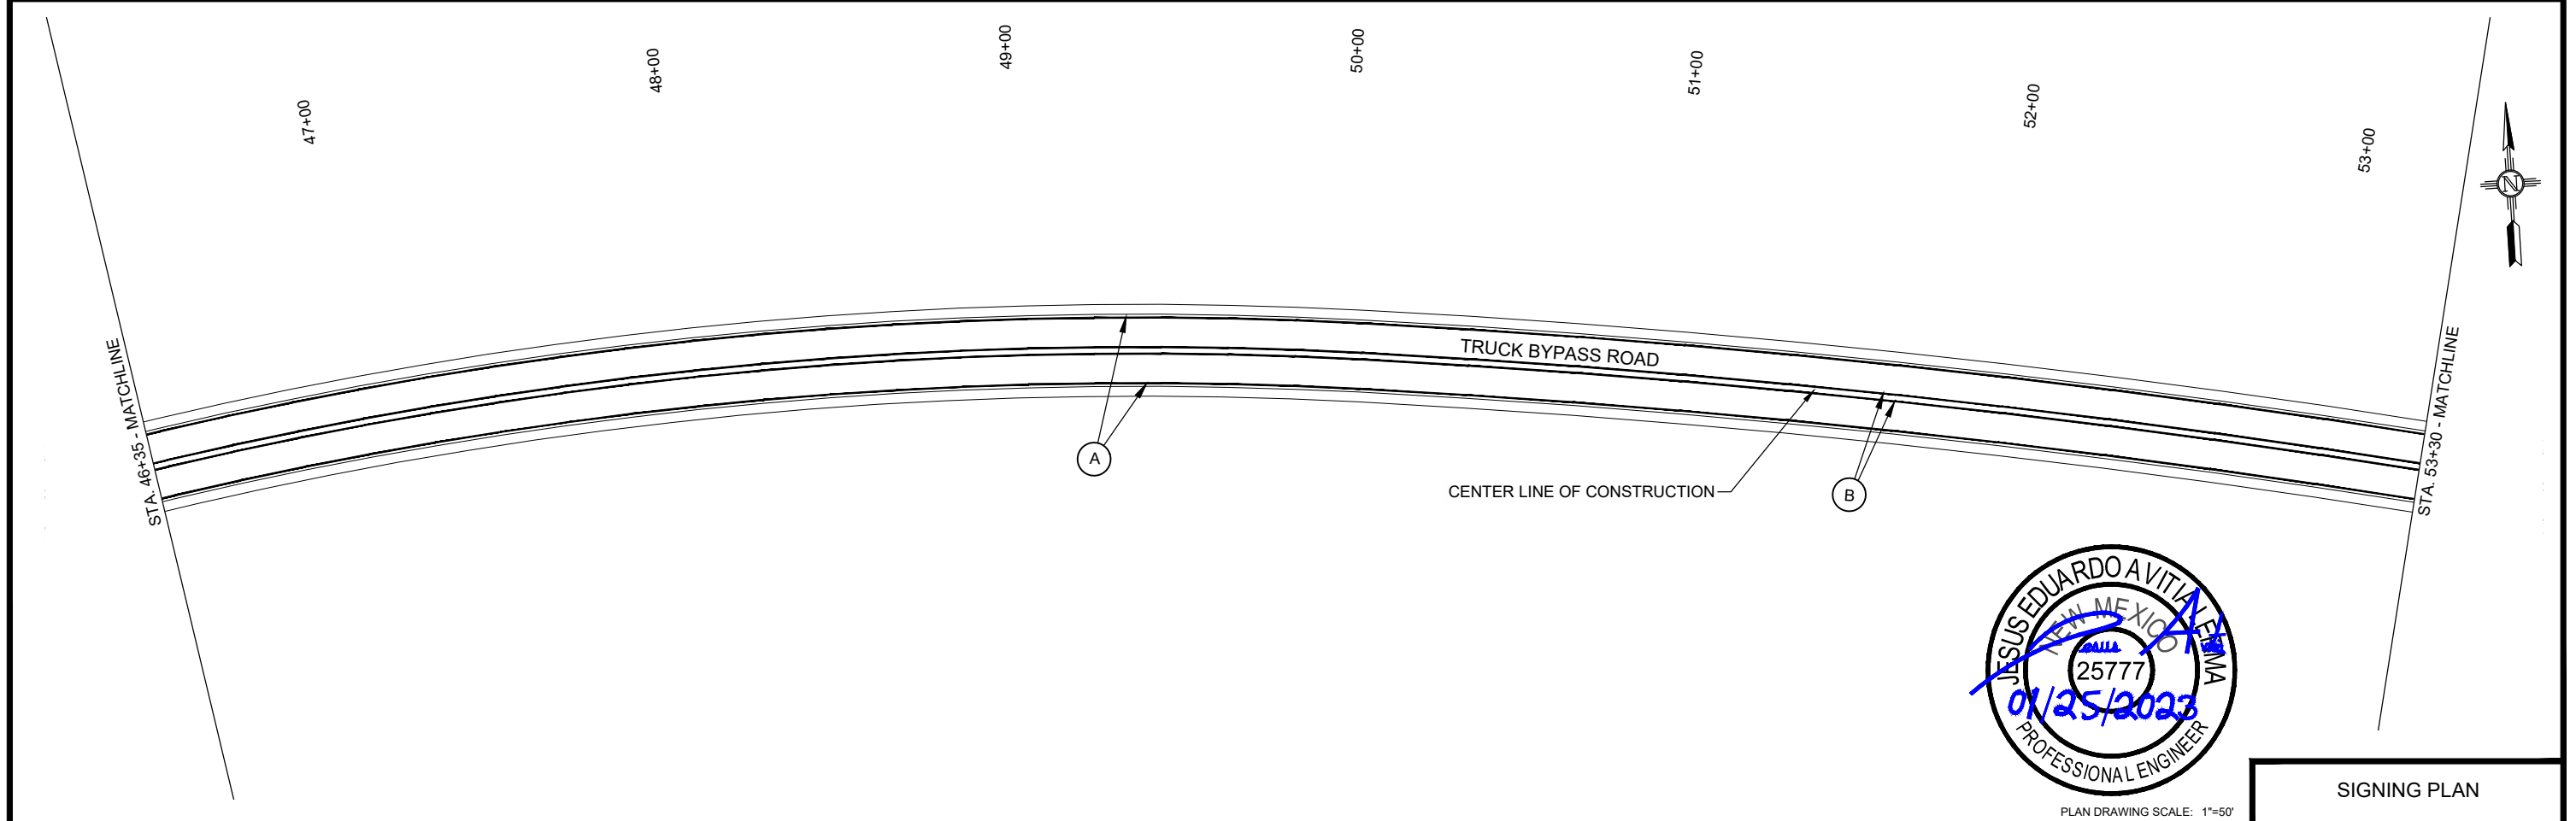 47+00
48+00
49+00
50+00
51+00
52+00
53+00
N
STA. 46+35 - MATCHLINE
TRUCK BYPASS ROAD
STA. 53+30 - MATCHLINE
A
CENTER LINE OF CONSTRUCTION
B
JESUS EDUARDO AVITIA LERMA
NEW MEXICO
25777
01/25/2023
PROFESSIONAL ENGINEER
PLAN DRAWING SCALE: 1"=50'
SIGNING PLAN